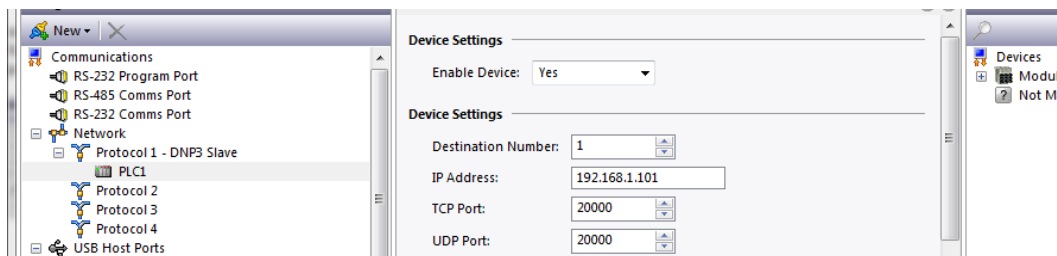 New
Communications
RS-232 Program Port
RS-485 Comms Port
RS-232 Comms Port
Network
Protocol 1 - DNP3 Slave
PLC1
Protocol 2
Protocol 3
Protocol 4
USB Host Ports
Device Settings
Enable Device: Yes
Device Settings
Destination Number: 1
IP Address: 192.168.1.101
TCP Port: 20000
UDP Port: 20000
Devices
Modul
Not M